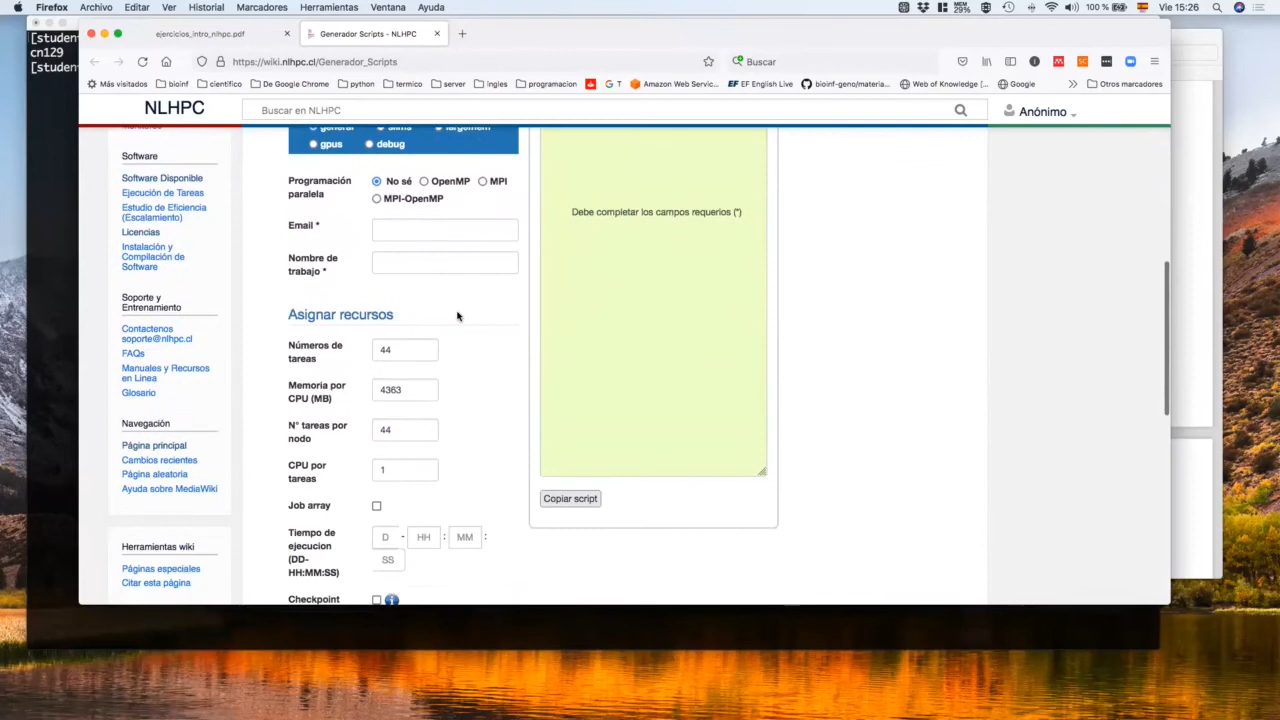 Firefox Archivo Editar Ver Historial Marcadores Herramientas Ventana Ayuda
MEM 29% 100 % Vie 15:26
[studen
cn129
[studen
ejercicios_intro_nlhpc.pdf × Generador Scripts - NLHPC × +
https://wiki.nlhpc.cl/Generador_Scripts
Buscar
Más visitados bioinf cientifico De Google Chrome python termico server ingles programacion G T Amazon Web Servic... EF EF English Live bioinf-geno/materia... Web of Knowledge [... Google Otros marcadores
NLHPC
Buscar en NLHPC
Anónimo
Software
Software Disponible
Ejecución de Tareas
Estudio de Eficiencia
(Escalamiento)
Licencias
Instalación y
Compilación de
Software
Soporte y
Entrenamiento
Contactenos
soporte@nlhpc.cl
FAQs
Manuales y Recursos
en Linea
Glosario
Navegación
Página principal
Cambios recientes
Página aleatoria
Ayuda sobre MediaWiki
Herramientas wiki
Páginas especiales
Citar esta página
general slims largemem
gpus debug
Programación
paralela
No sé OpenMP MPI
MPI-OpenMP
Email *
Nombre de
trabajo *
Asignar recursos
Números de
tareas
44
Memoria por
CPU (MB)
4363
N° tareas por
nodo
44
CPU por
tareas
1
Job array
Tiempo de
ejecucion
(DD-
HH:MM:SS)
D - HH : MM :
SS
Checkpoint
Debe completar los campos requerios (*)
Copiar script